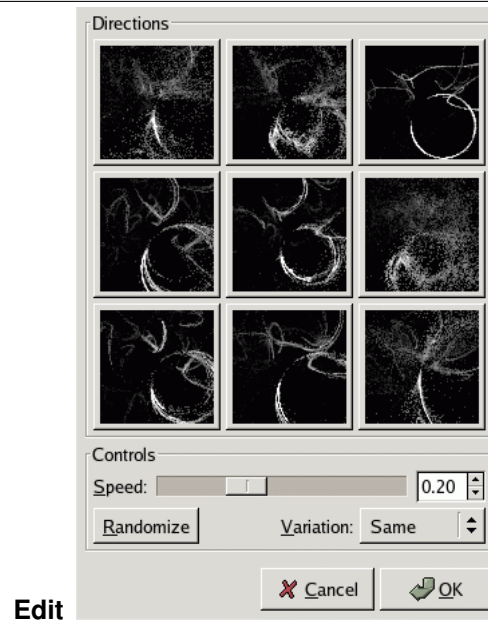 Directions
Controls
Speed: 0.20
Randomize Variation: Same
Cancel OK
Edit